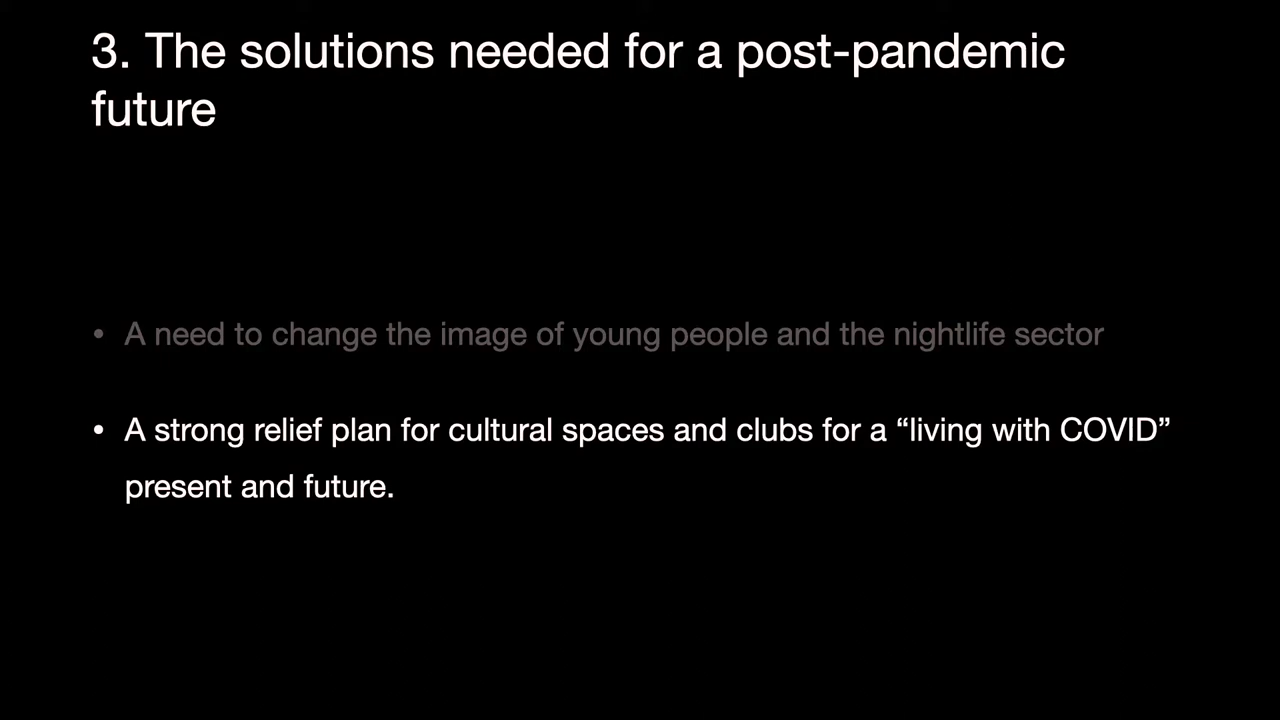 3. The solutions needed for a post-pandemic
future
• A need to change the image of young people and the nightlife sector
• A strong relief plan for cultural spaces and clubs for a “living with COVID”
present and future.